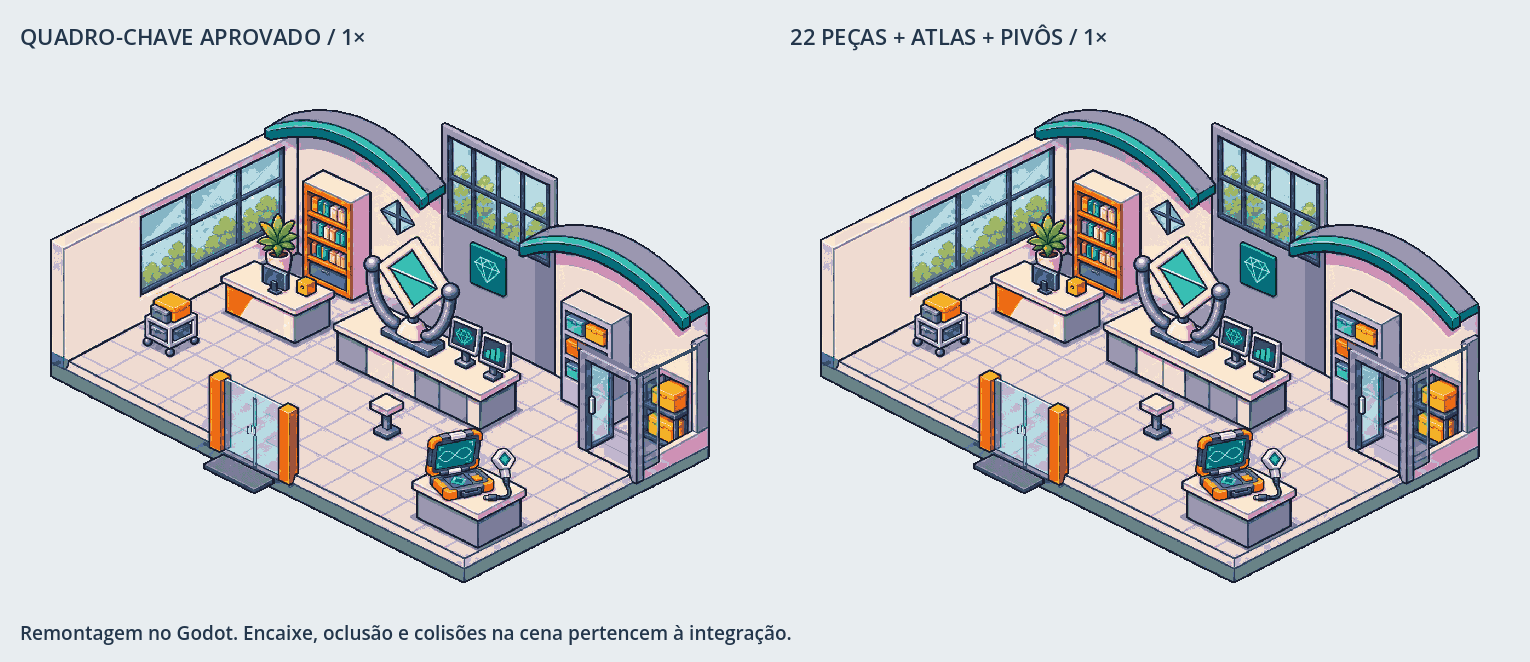 QUADRO-CHAVE APROVADO / 1×
22 PEÇAS + ATLAS + PIVÔS / 1×
Remontagem no Godot. Encaixe, oclusão e colisões na cena pertencem à integração.